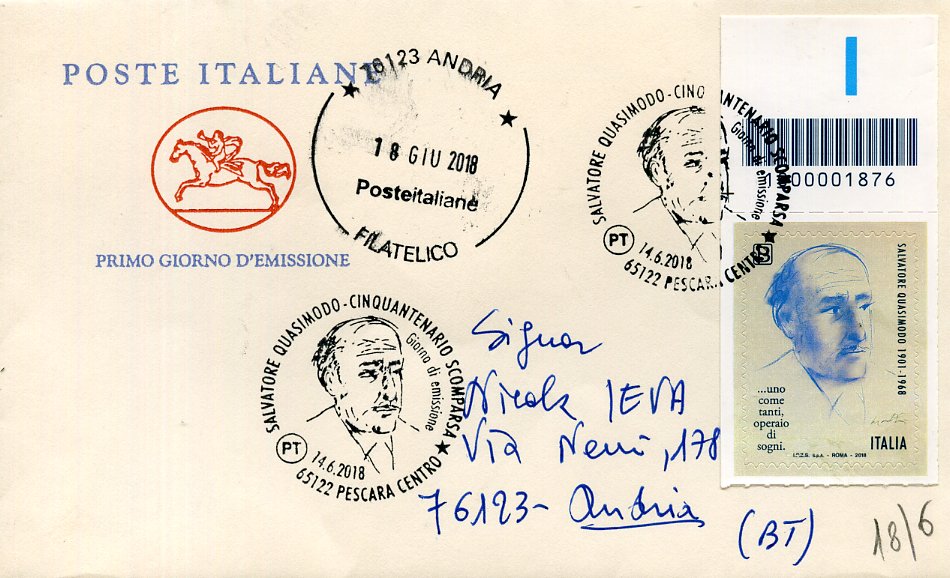 POSTE ITALIANE
PRIMO GIORNO D'EMISSIONE
76123 ANDRIA
18 GIU 2018
Posteitaliane
FILATELICO
SALVATORE QUASIMODO - CINQUANTENARIO SCOMPARSA
Giorno di emissione
PT
14.6.2018
65122 PESCARA CENTRO
00001876
SALVATORE QUASIMODO 1901-1968
...uno
come
tanti,
operaio
di
sogni.
ITALIA
I.P.Z.S. S.p.A. - ROMA - 2018
SALVATORE QUASIMODO - CINQUANTENARIO SCOMPARSA
Giorno di emissione
PT
14.6.2018
65122 PESCARA CENTRO
Signor
Nicola IEVA
Via Nenni, 178
76123 - Andria
(BT)
18/6